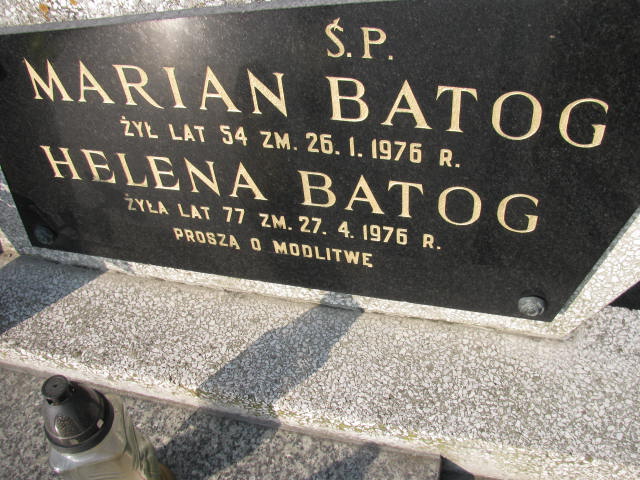 Ś.P.
MARIAN BATOG
ŻYŁ LAT 54 ZM. 26.1.1976 R.
HELENA BATOG
ŻYŁA LAT 77 ZM. 27.4.1976 R.
PROSZĄ O MODLITWĘ